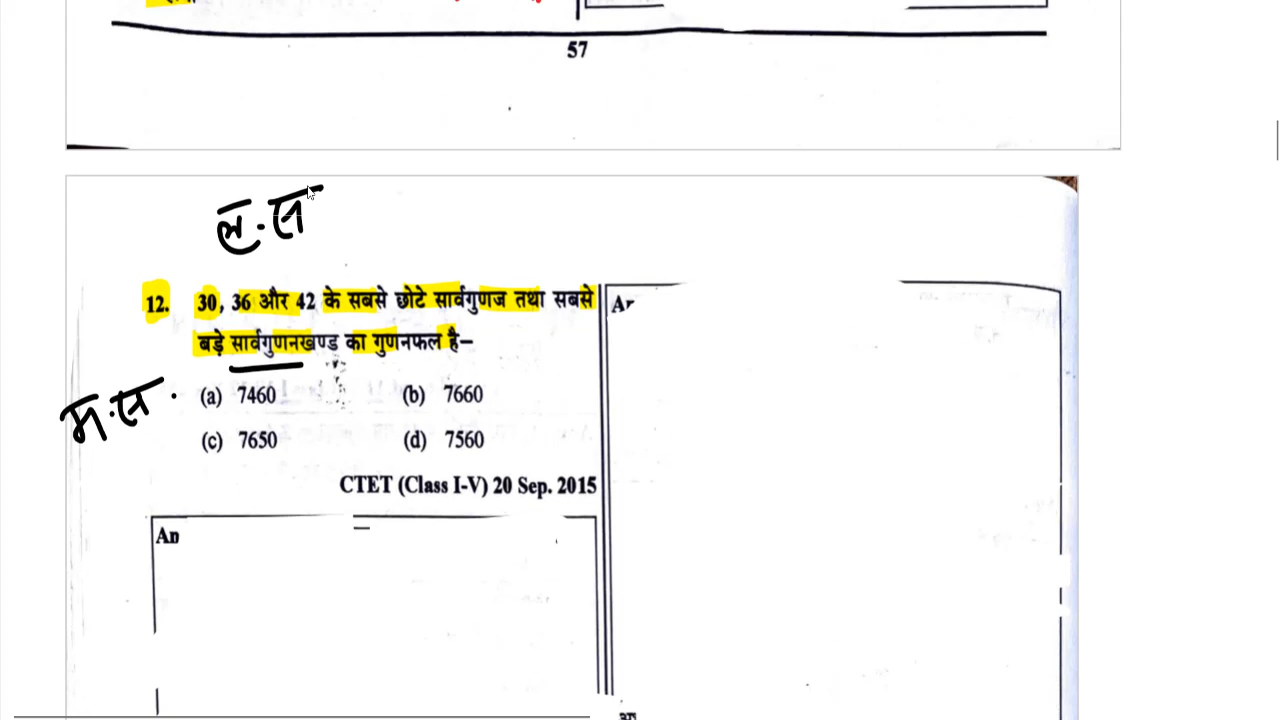 57
ल.स
12. 30, 36 और 42 के सबसे छोटे सार्वगुणज तथा सबसे
बड़े सार्वगुणनखण्ड का गुणनफल है–
म.स.
(a) 7460 (b) 7660
(c) 7650 (d) 7560
CTET (Class I-V) 20 Sep. 2015
An
Ar